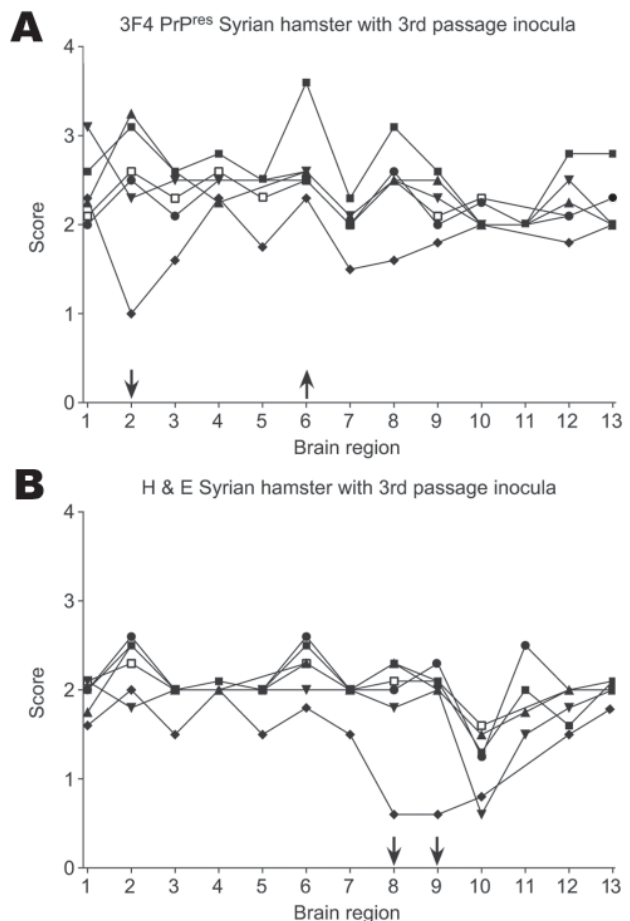 A
3F4 PrPres Syrian hamster with 3rd passage inocula
4
3
2
1
0
Score
1 2 3 4 5 6 7 8 9 10 11 12 13
Brain region
B
H & E Syrian hamster with 3rd passage inocula
4
3
2
1
0
Score
1 2 3 4 5 6 7 8 9 10 11 12 13
Brain region